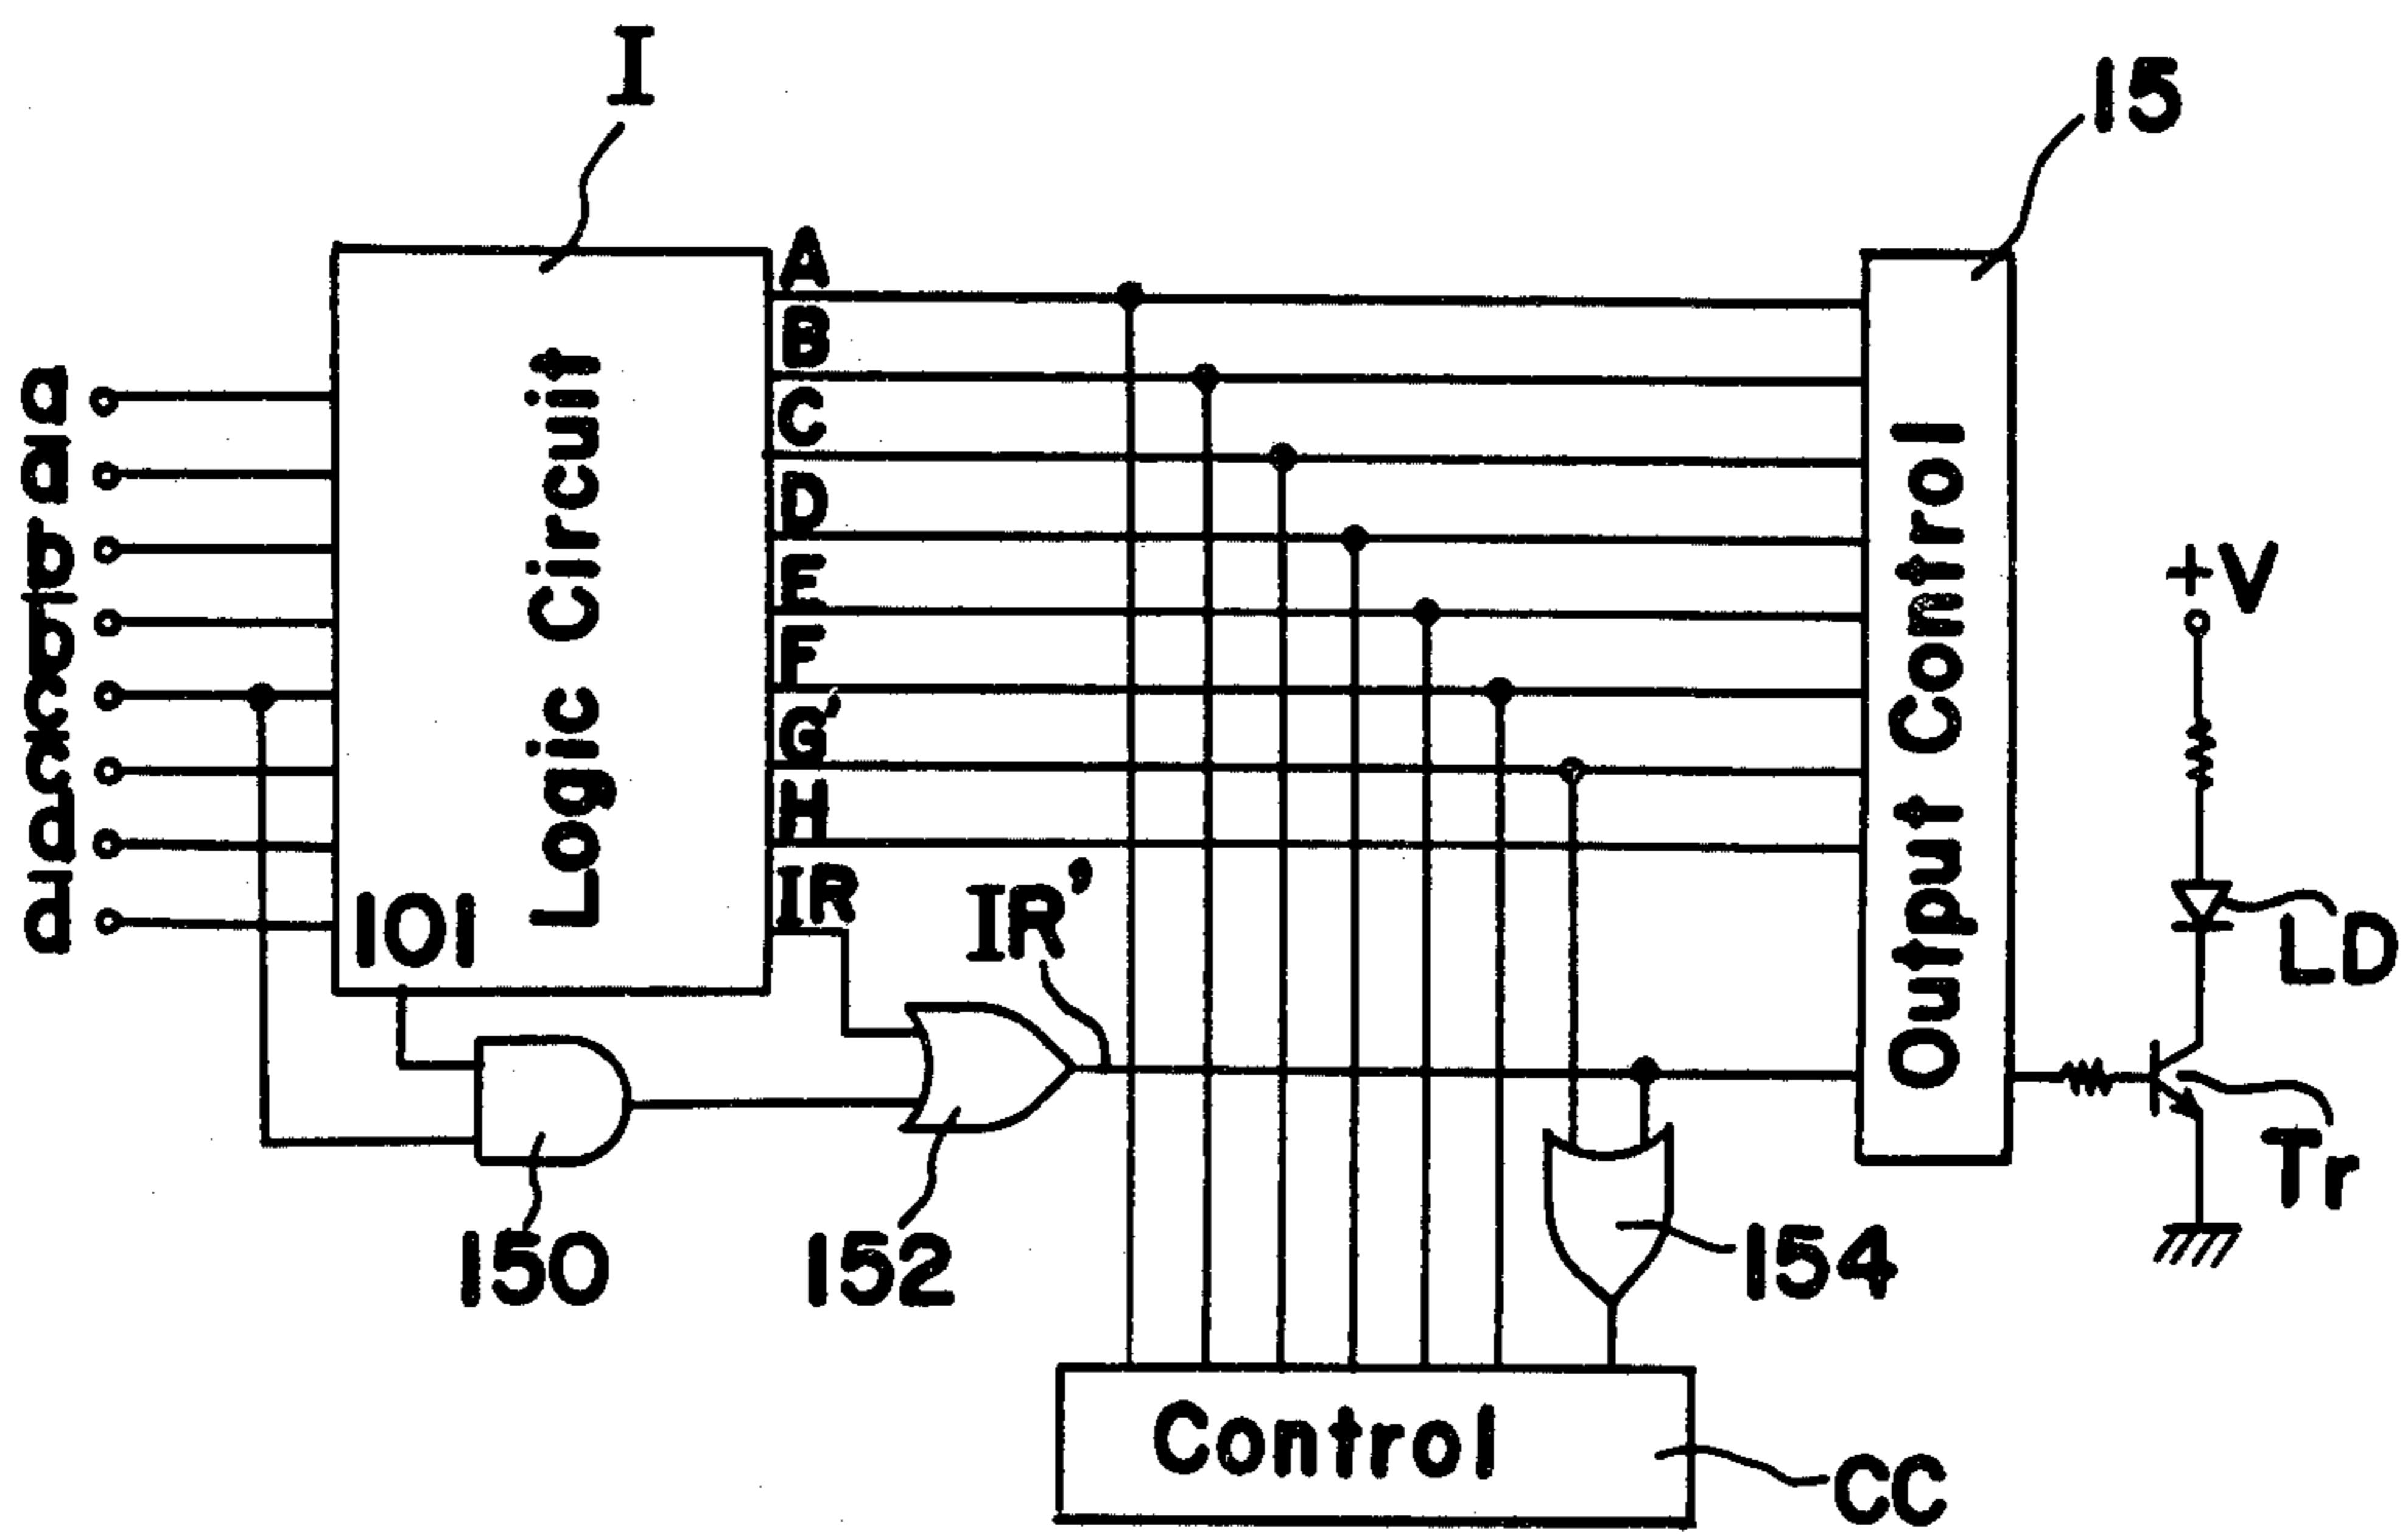 I
15
A
B
C
D
E
F
G'
H
IR
a
a̅
b
b̅
c
c̅
d
d̅
101
Logic Circuit
IR'
Output Control
+V
LD
Tr
150
152
154
Control
CC